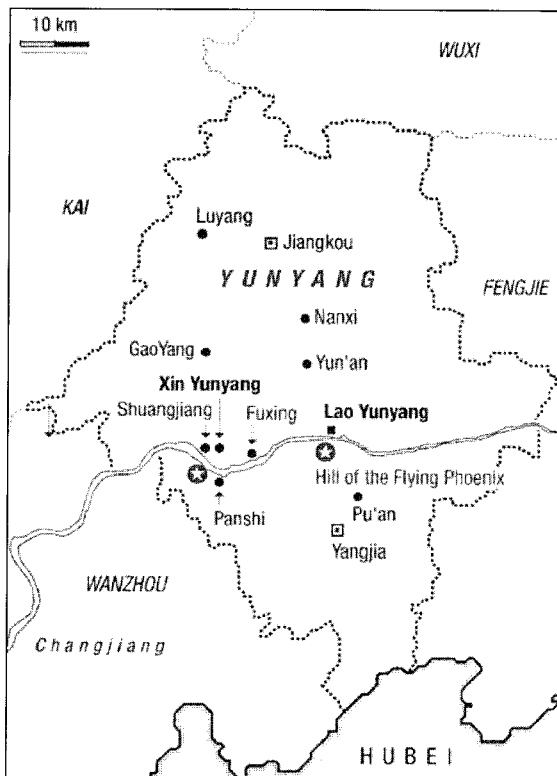 10 km
WUXI
KAI
Luyang
Jiangkou
YUNYANG
FENGJIE
Nanxi
GaoYang
Yun'an
Xin Yunyang
Shuangjiang
Fuxing
Lao Yunyang
Hill of the Flying Phoenix
Pu'an
Panshi
Yangjia
WANZHOU
Changjiang
HUBEI